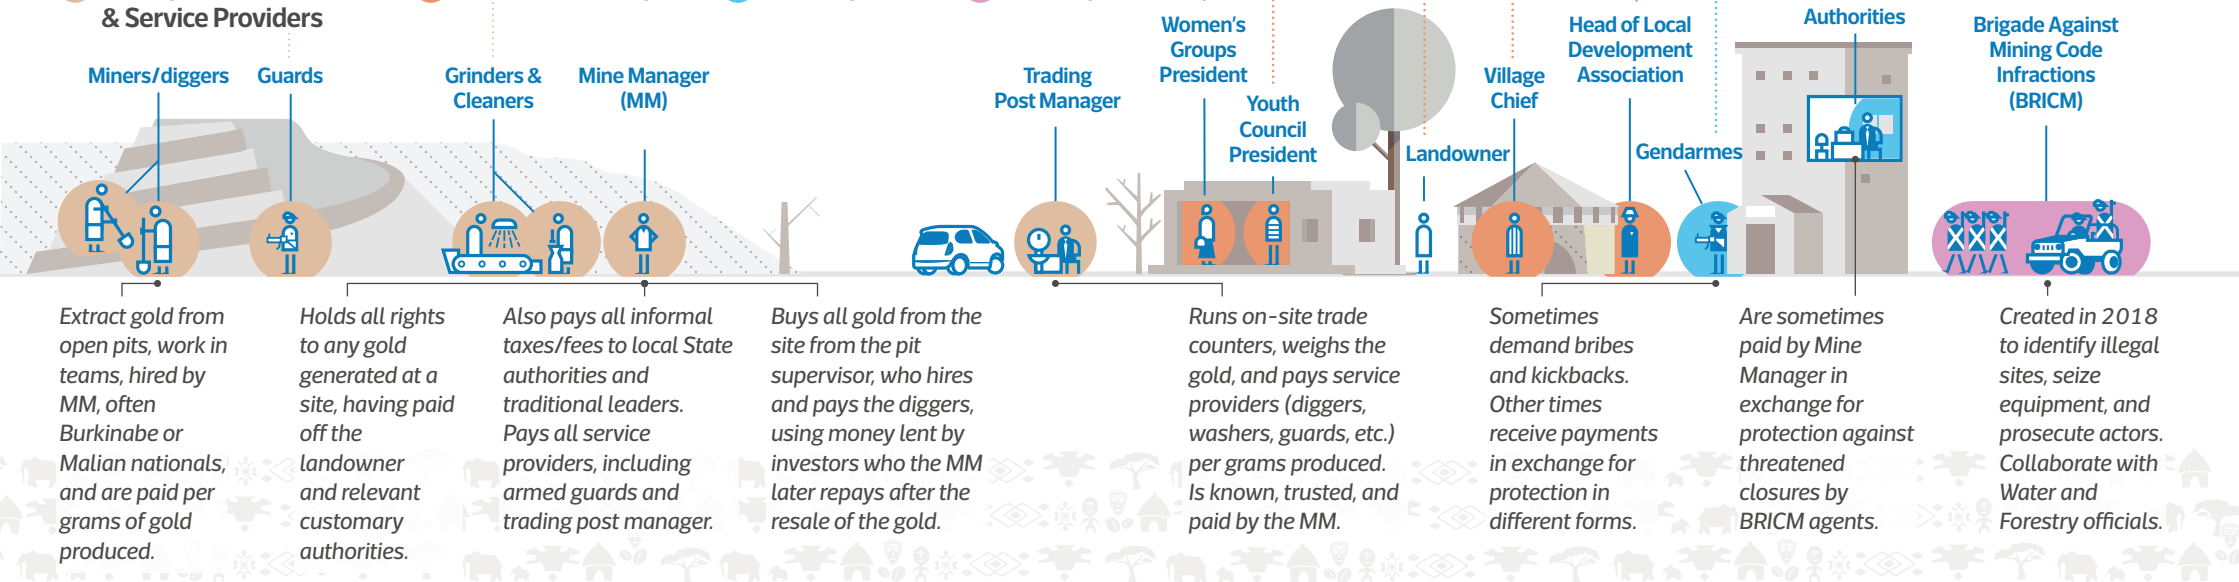 & Service Providers
Miners/diggers
Guards
Grinders &
Cleaners
Mine Manager
(MM)
Trading
Post Manager
Women's
Groups
President
Youth
Council
President
Landowner
Village
Chief
Head of Local
Development
Association
Gendarmes
Authorities
Brigade Against
Mining Code
Infractions
(BRICM)
Extract gold from
open pits, work in
teams, hired by
MM, often
Burkinabe or
Malian nationals,
and are paid per
grams of gold
produced.
Holds all rights
to any gold
generated at a
site, having paid
off the
landowner
and relevant
customary
authorities.
Also pays all informal
taxes/fees to local State
authorities and
traditional leaders.
Pays all service
providers, including
armed guards and
trading post manager.
Buys all gold from the
site from the pit
supervisor, who hires
and pays the diggers,
using money lent by
investors who the MM
later repays after the
resale of the gold.
Runs on-site trade
counters, weighs the
gold, and pays service
providers (diggers,
washers, guards, etc.)
per grams produced.
Is known, trusted, and
paid by the MM.
Sometimes
demand bribes
and kickbacks.
Other times
receive payments
in exchange for
protection in
different forms.
Are sometimes
paid by Mine
Manager in
exchange for
protection against
threatened
closures by
BRICM agents.
Created in 2018
to identify illegal
sites, seize
equipment, and
prosecute actors.
Collaborate with
Water and
Forestry officials.